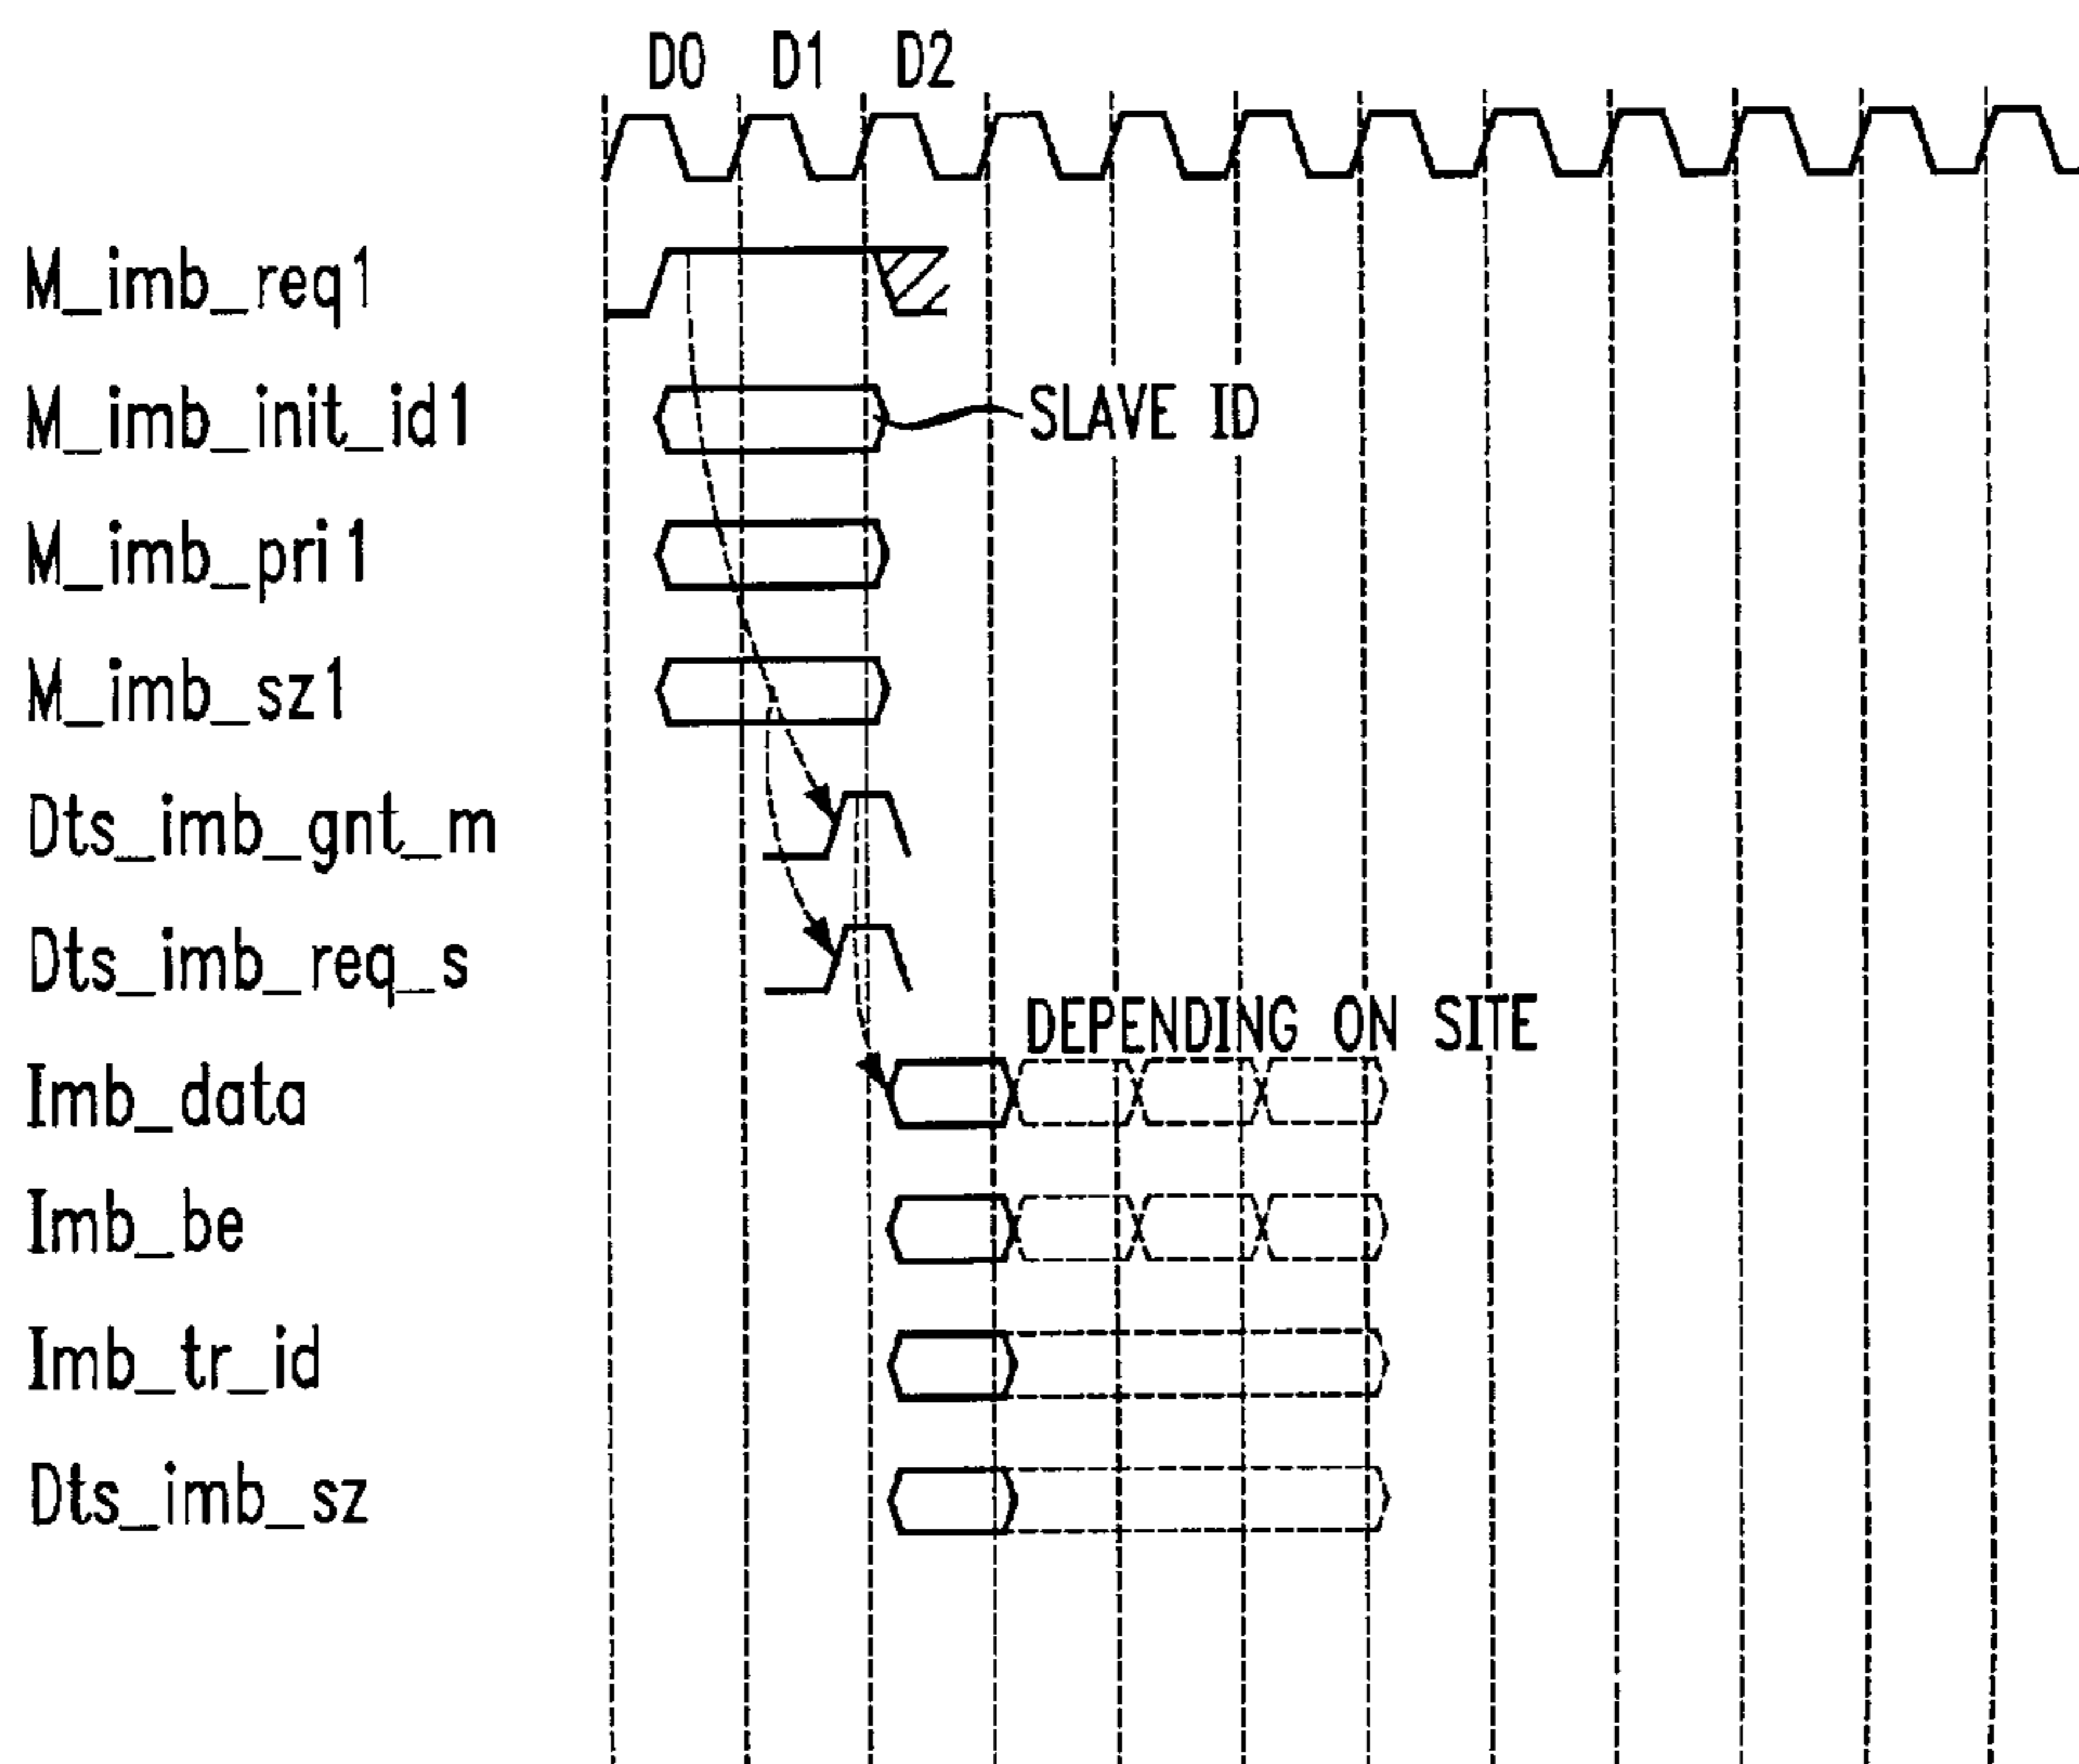 D0 D1 D2
M_imb_req1
M_imb_init_id1
SLAVE ID
M_imb_pri1
M_imb_sz1
Dts_imb_gnt_m
Dts_imb_req_s
DEPENDING ON SITE
Imb_data
Imb_be
Imb_tr_id
Dts_imb_sz